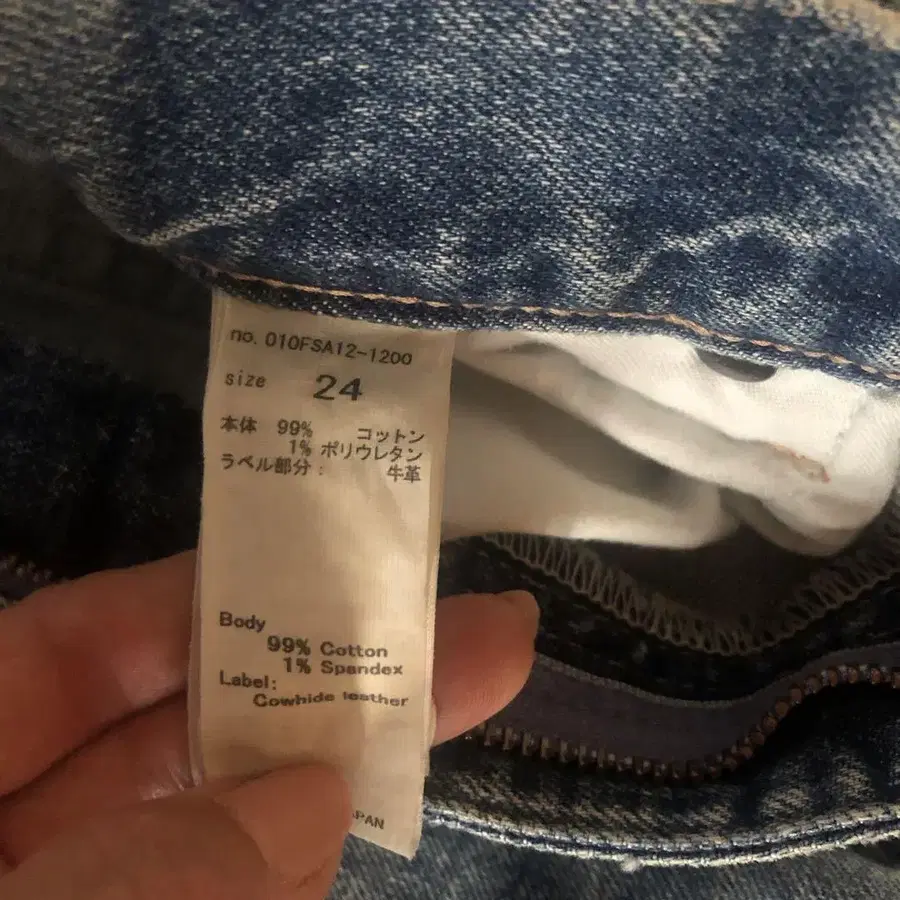 no. 010FSA12-1200
size 24
本体 99% コットン
1% ポリウレタン
ラベル部分： 牛革
Body
99% Cotton
1% Spandex
Label:
Cowhide leather